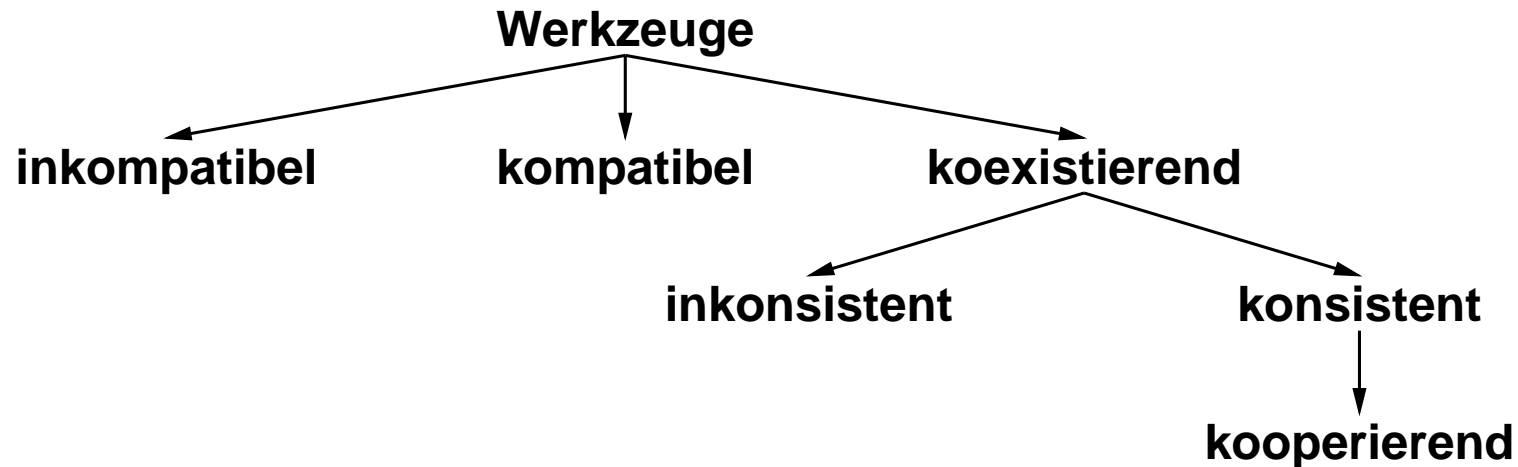 Werkzeuge
inkompatibel kompatibel koexistierend
inkonsistent konsistent
kooperierend